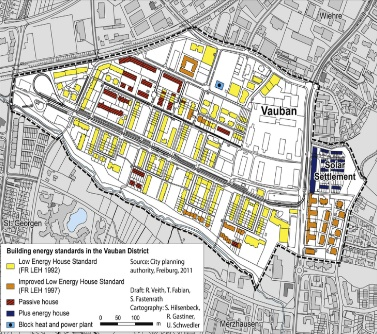 Wiehre
Vauban
Solar
Settlement
St. Georgen
Merzhausen
Building energy standards in the Vauban District
Low Energy House Standard
(FR LEH 1992)
Improved Low Energy House Standard
(FR LEH 1997)
Passive house
Plus energy house
Block heat and power plant
Source: City planning
authority, Freiburg, 2011
Draft: R. Veith, T. Fabian,
S. Fastenrath
Cartography: S. Hilsenbeck,
R. Gastiner,
U. Schwedler
0 50 100 m